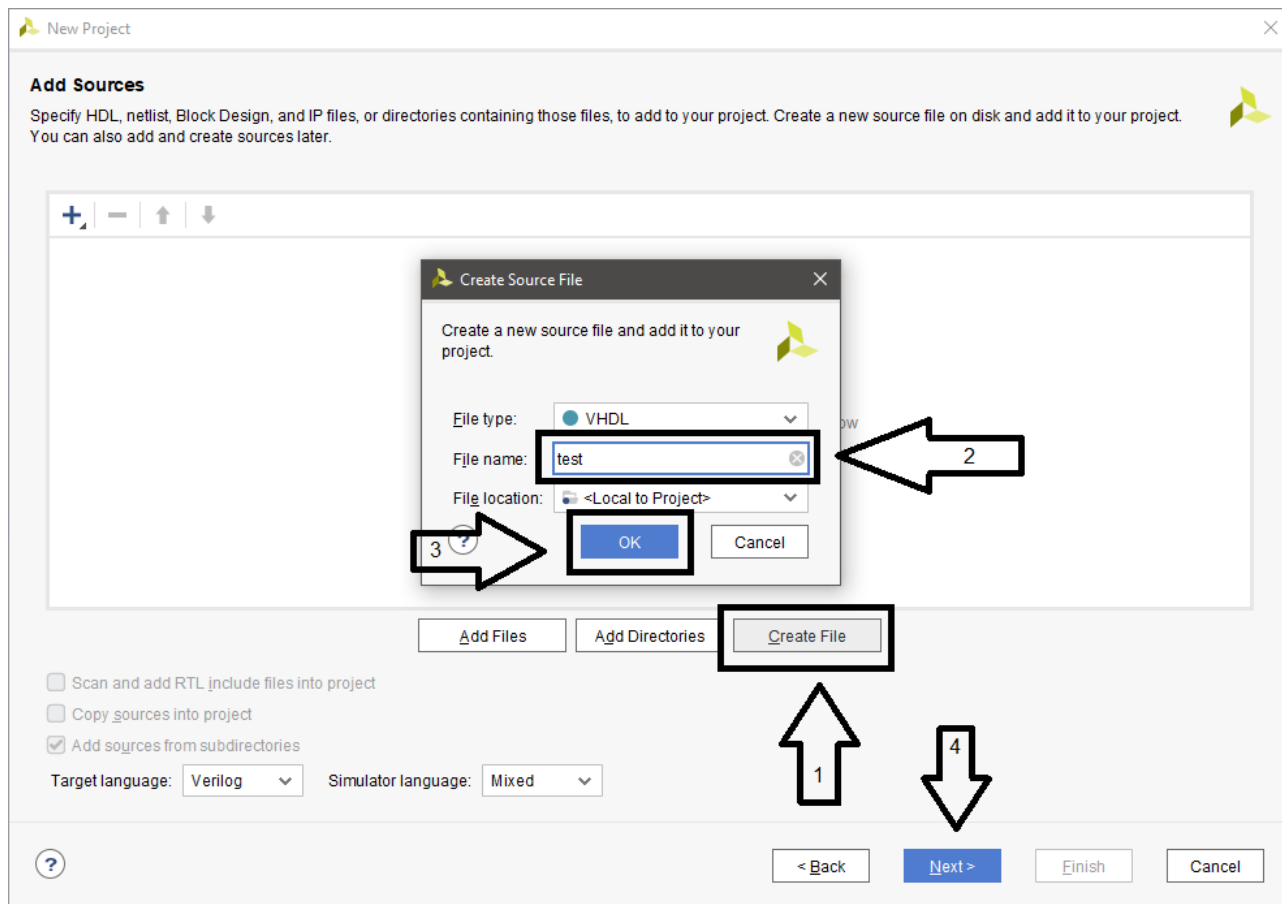 New Project
Add Sources
Specify HDL, netlist, Block Design, and IP files, or directories containing those files, to add to your project. Create a new source file on disk and add it to your project.
You can also add and create sources later.
Create Source File
Create a new source file and add it to your
project.
File type: VHDL
ow
File name: test
2
File location: <Local to Project>
3 ?
OK Cancel
Add Files Add Directories Create File
Scan and add RTL include files into project
Copy sources into project
Add sources from subdirectories
4
Target language: Verilog Simulator language: Mixed
1
? < Back Next > Finish Cancel